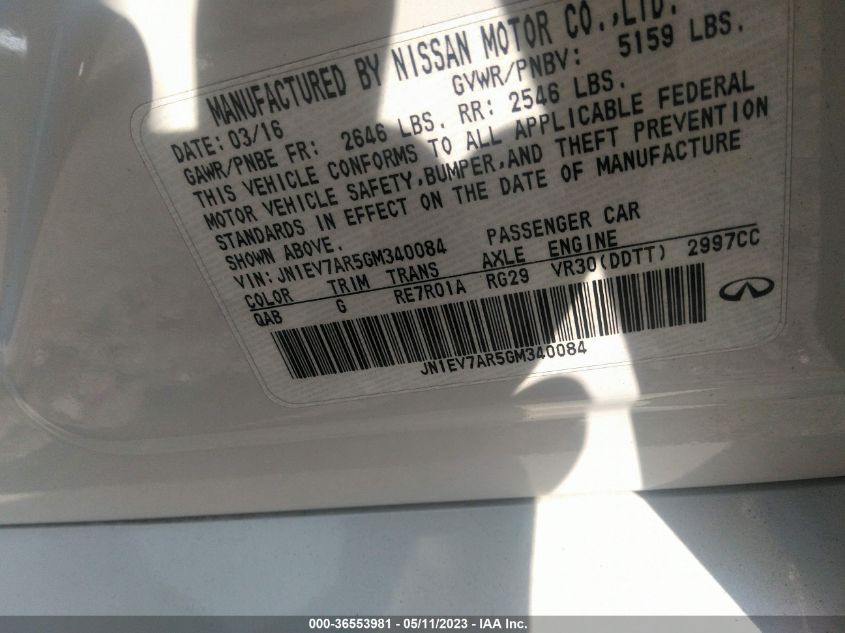 MANUFACTURED BY NISSAN MOTOR CO.,LTD.
DATE: 03/16 GVWR/PNBV: 5159 LBS.
GAWR/PNBE FR: 2646 LBS. RR: 2546 LBS.
THIS VEHICLE CONFORMS TO ALL APPLICABLE FEDERAL
MOTOR VEHICLE SAFETY,BUMPER,AND THEFT PREVENTION
STANDARDS IN EFFECT ON THE DATE OF MANUFACTURE
SHOWN ABOVE.
VIN: JN1EV7AR5GM340084 PASSENGER CAR
COLOR TRIM TRANS AXLE ENGINE
QAB G RE7R01A RG29 VR30(DDTT) 2997CC
JN1EV7AR5GM340084
000-36553981 - 05/11/2023 - IAA Inc.